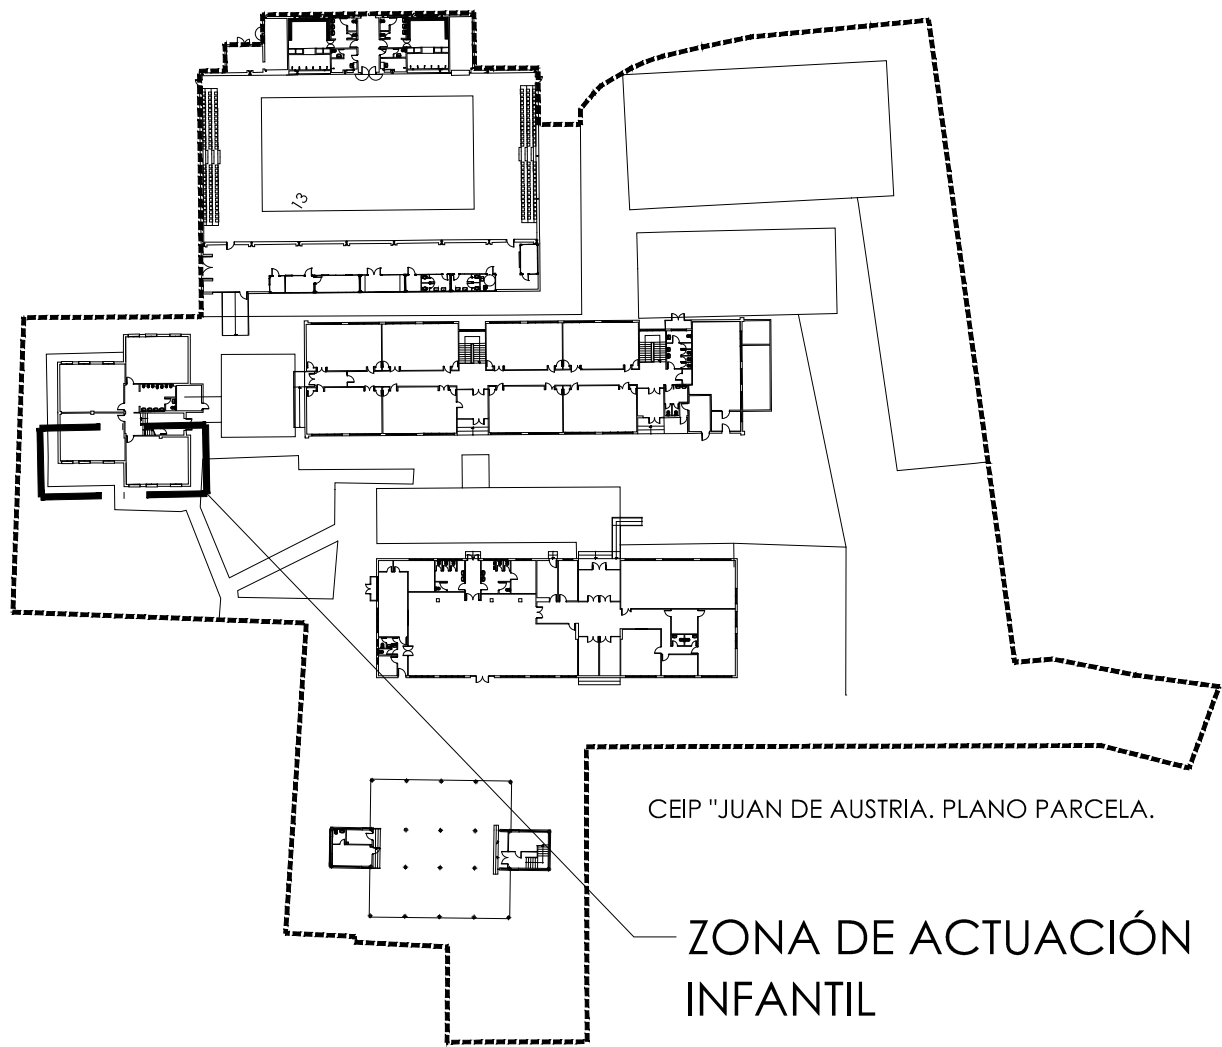 13
CEIP "JUAN DE AUSTRIA. PLANO PARCELA.
ZONA DE ACTUACIÓN
INFANTIL